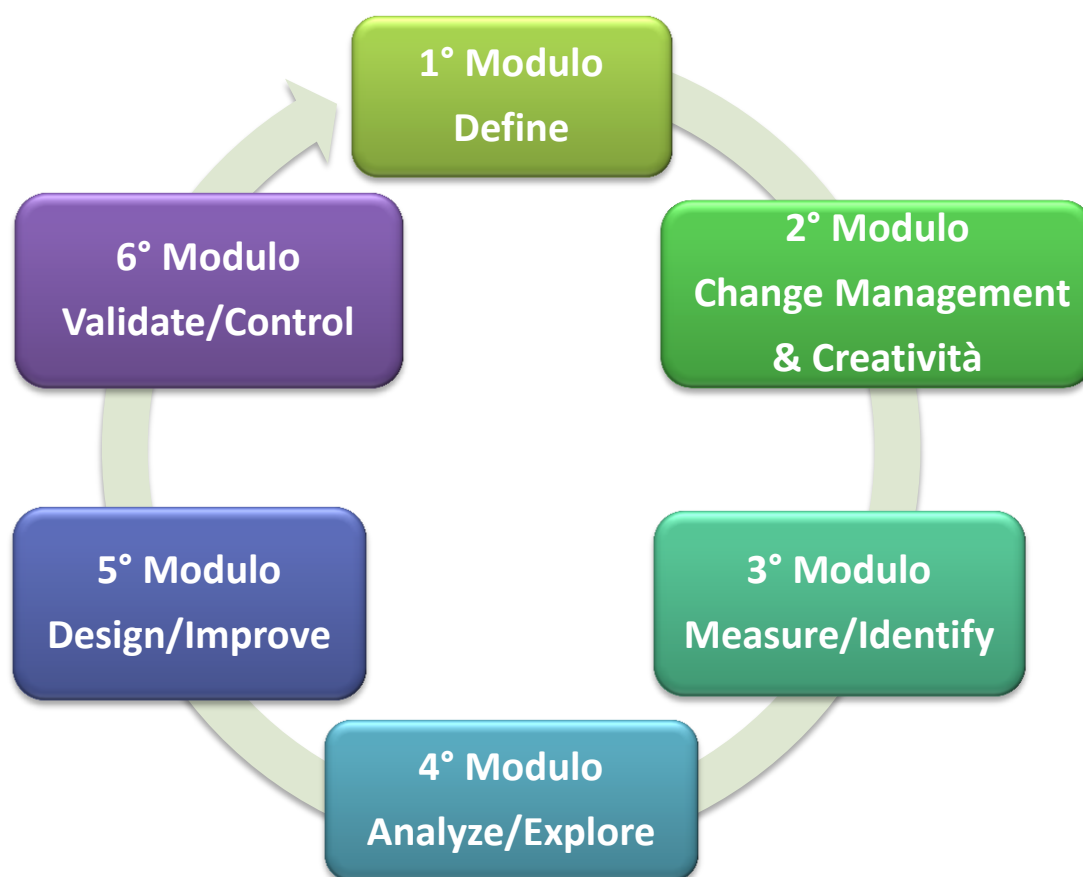 1° Modulo
Define
2° Modulo
Change Management
& Creatività
3° Modulo
Measure/Identify
4° Modulo
Analyze/Explore
5° Modulo
Design/Improve
6° Modulo
Validate/Control